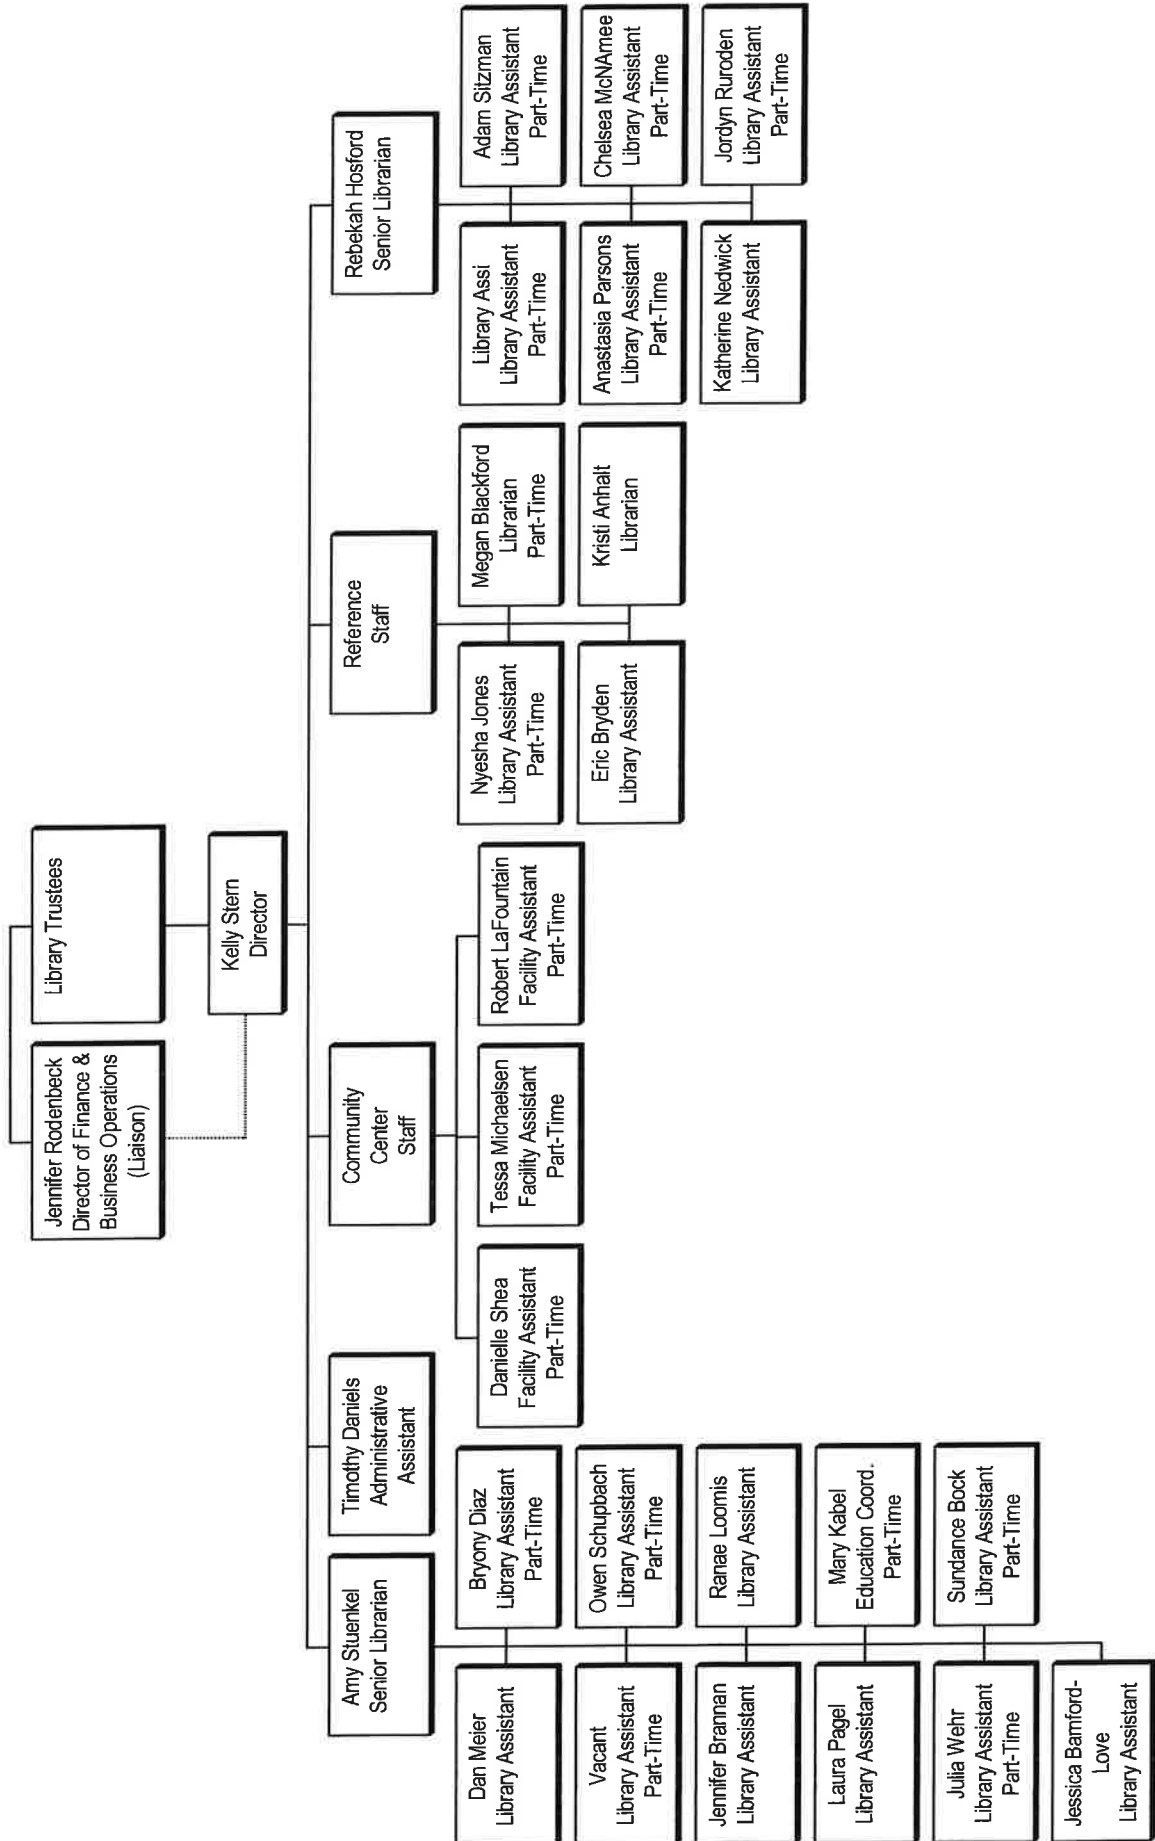 Jennifer Rodenbeck
Director of Finance &
Business Operations
(Liaison)
Library Trustees
Kelly Stern
Director
Amy Stuenkel
Senior Librarian
Timothy Daniels
Administrative
Assistant
Community
Center
Staff
Reference
Staff
Rebekah Hosford
Senior Librarian
Dan Meier
Library Assistant
Bryony Diaz
Library Assistant
Part-Time
Vacant
Library Assistant
Part-Time
Owen Schupbach
Library Assistant
Part-Time
Jennifer Brannan
Library Assistant
Ranae Loomis
Library Assistant
Laura Pagel
Library Assistant
Mary Kabel
Education Coord.
Part-Time
Julia Wehr
Library Assistant
Part-Time
Sundance Bock
Library Assistant
Part-Time
Jessica Bamford-
Love
Library Assistant
Danielle Shea
Facility Assistant
Part-Time
Tessa Michaelsen
Facility Assistant
Part-Time
Robert LaFountain
Facility Assistant
Part-Time
Nyesha Jones
Library Assistant
Part-Time
Megan Blackford
Librarian
Part-Time
Eric Bryden
Library Assistant
Kristi Anhalt
Librarian
Library Assi
Library Assistant
Part-Time
Adam Sitzman
Library Assistant
Part-Time
Anastasia Parsons
Library Assistant
Part-Time
Chelsea McNAmee
Library Assistant
Part-Time
Katherine Nedwick
Library Assistant
Jordyn Ruroden
Library Assistant
Part-Time